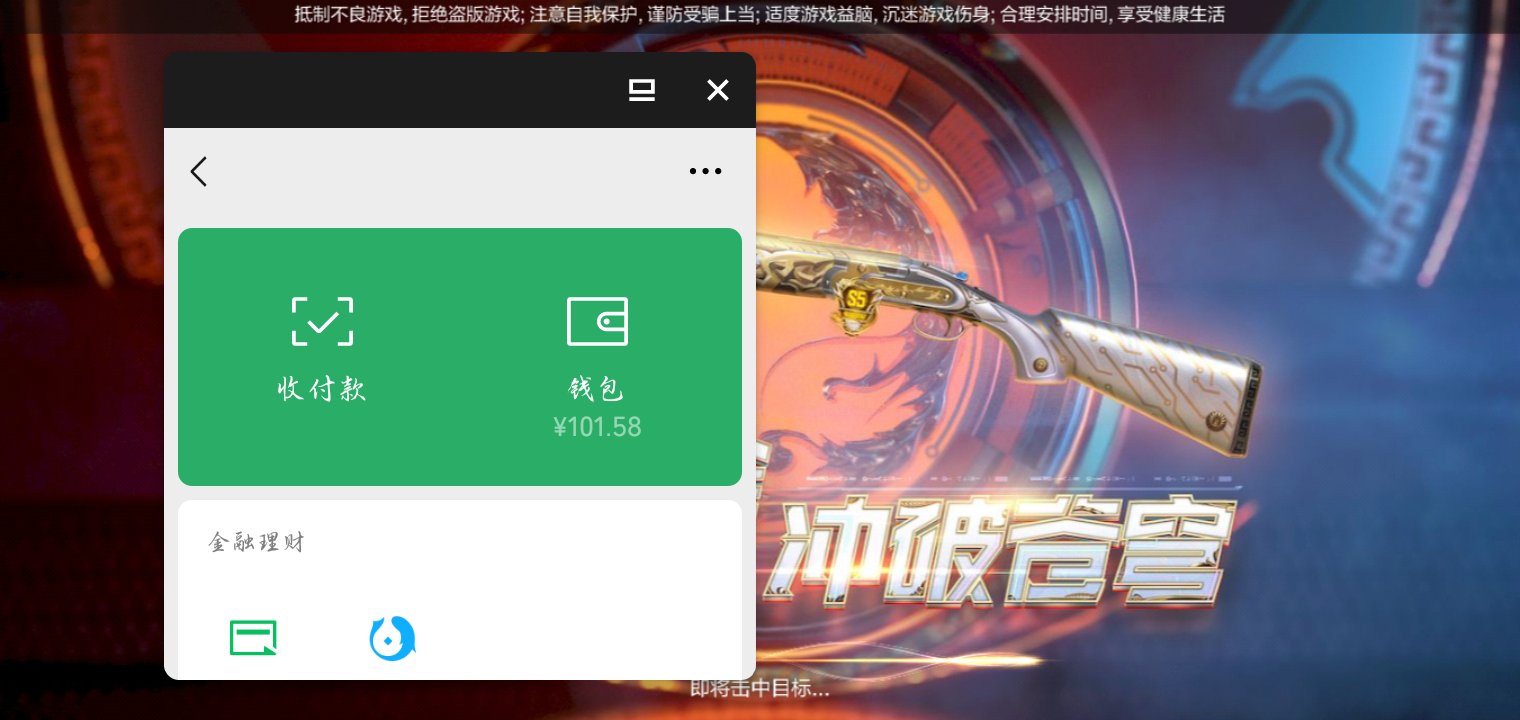 抵制不良游戏, 拒绝盗版游戏; 注意自我保护, 谨防受骗上当; 适度游戏益脑, 沉迷游戏伤身; 合理安排时间, 享受健康生活
收付款
钱包
¥101.58
S5
金融理财
冲破苍穹
即将击中目标...